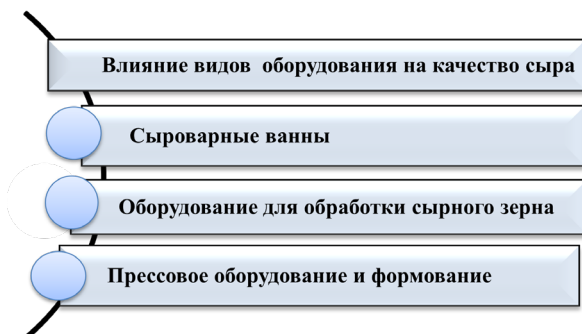 Влияние видов оборудования на качество сыра
Сыроварные ванны
Оборудование для обработки сырного зерна
Прессовое оборудование и формование